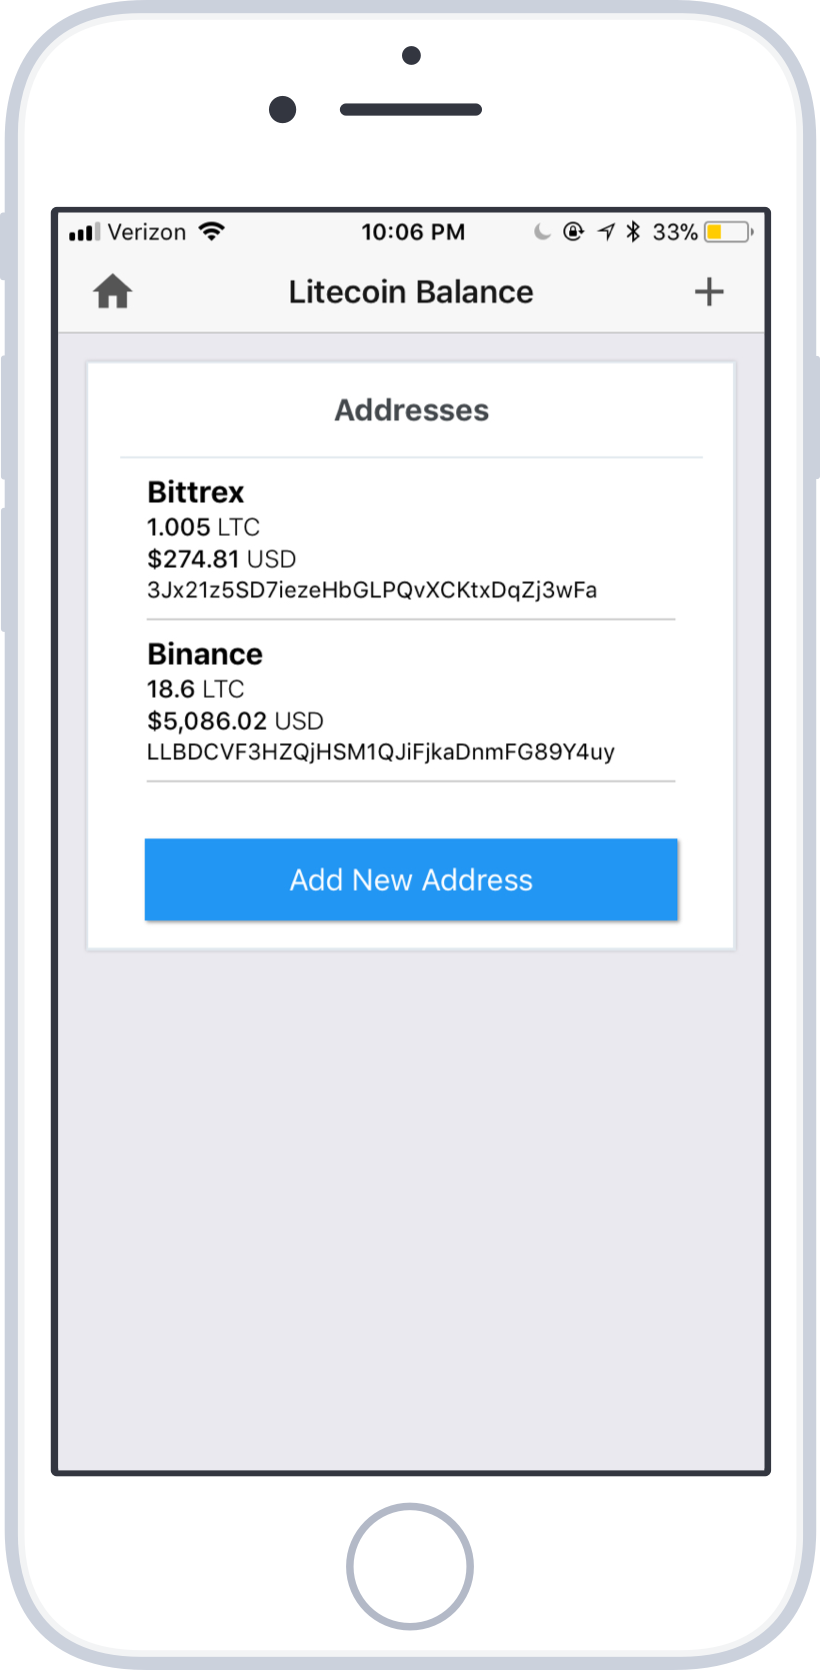 Verizon 10:06 PM 33%
Litecoin Balance
Addresses
Bittrex
1.005 LTC
$274.81 USD
3Jx21z5SD7iezeHbGLPQvXCKtxDqZj3wFa
Binance
18.6 LTC
$5,086.02 USD
LLBDCVF3HZQjHSM1QJiFjkaDnmFG89Y4uy
Add New Address